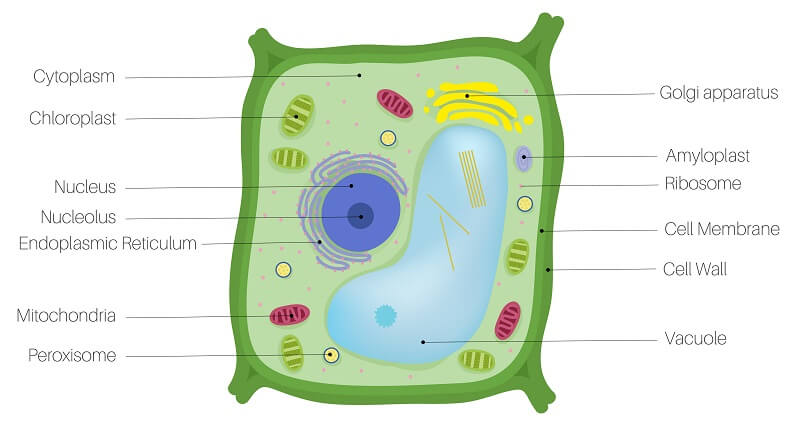 Cytoplasm
Chloroplast
Nucleus
Nucleolus
Endoplasmic Reticulum
Mitochondria
Peroxisome
Golgi apparatus
Amyloplast
Ribosome
Cell Membrane
Cell Wall
Vacuole